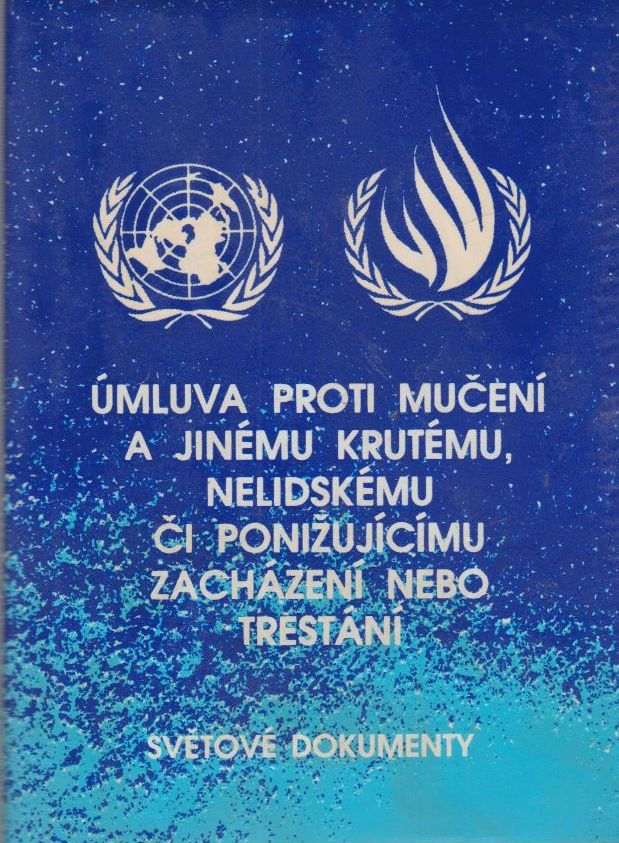 ÚMLUVA PROTI MUČENÍ
A JINÉMU KRUTÉMU,
NELIDSKÉMU
ČI PONIŽUJÍCÍMU
ZACHÁZENÍ NEBO
TRESTÁNÍ
SVĚTOVÉ DOKUMENTY